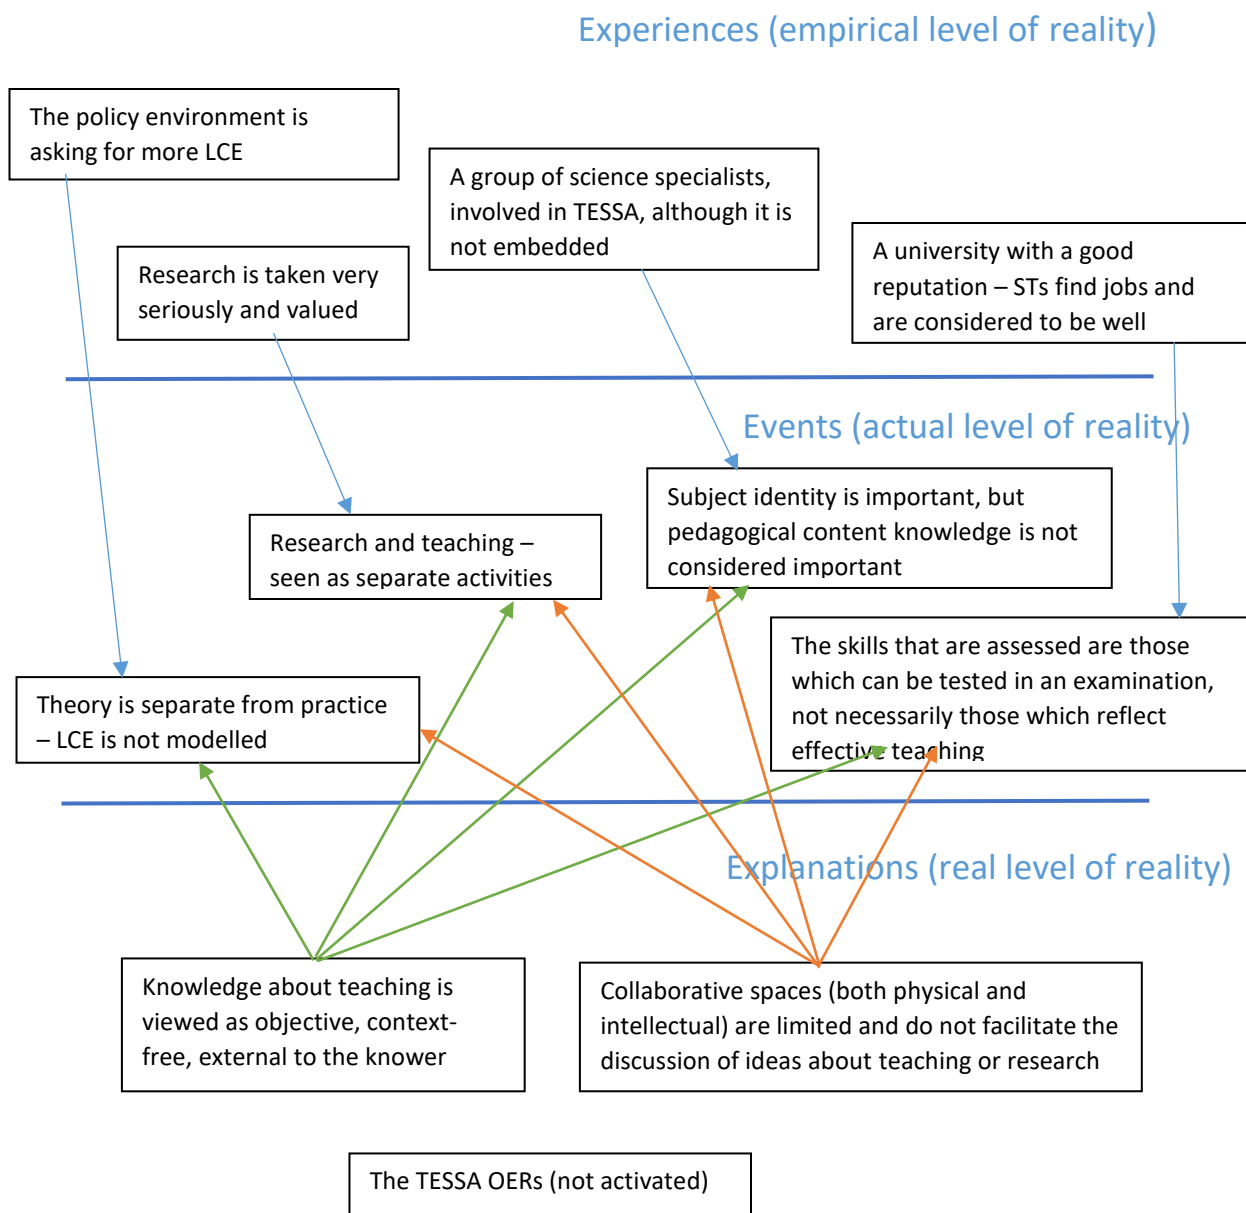 Experiences (empirical level of reality)
The policy environment is
asking for more LCE
A group of science specialists,
involved in TESSA, although it is
not embedded
A university with a good
reputation – STs find jobs and
are considered to be well
Research is taken very
seriously and valued
Events (actual level of reality)
Subject identity is important, but
pedagogical content knowledge is not
considered important
Research and teaching –
seen as separate activities
The skills that are assessed are those
which can be tested in an examination,
not necessarily those which reflect
effective teaching
Theory is separate from practice
– LCE is not modelled
Explanations (real level of reality)
Knowledge about teaching is
viewed as objective, context-
free, external to the knower
Collaborative spaces (both physical and
intellectual) are limited and do not facilitate the
discussion of ideas about teaching or research
The TESSA OERs (not activated)